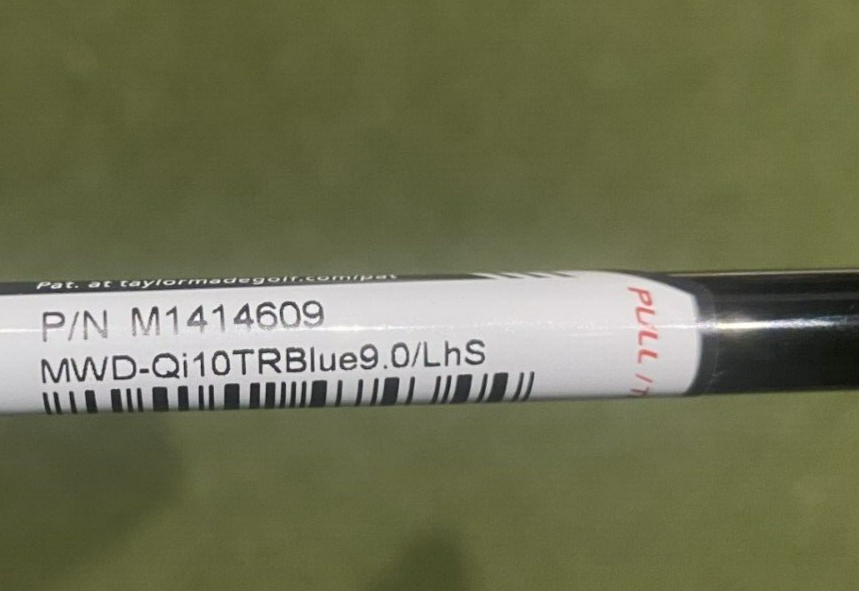 Pat. at taylormadegolf.com/pat
P/N M1414609
MWD-Qi10TRBlue9.0/LhS
PULL /